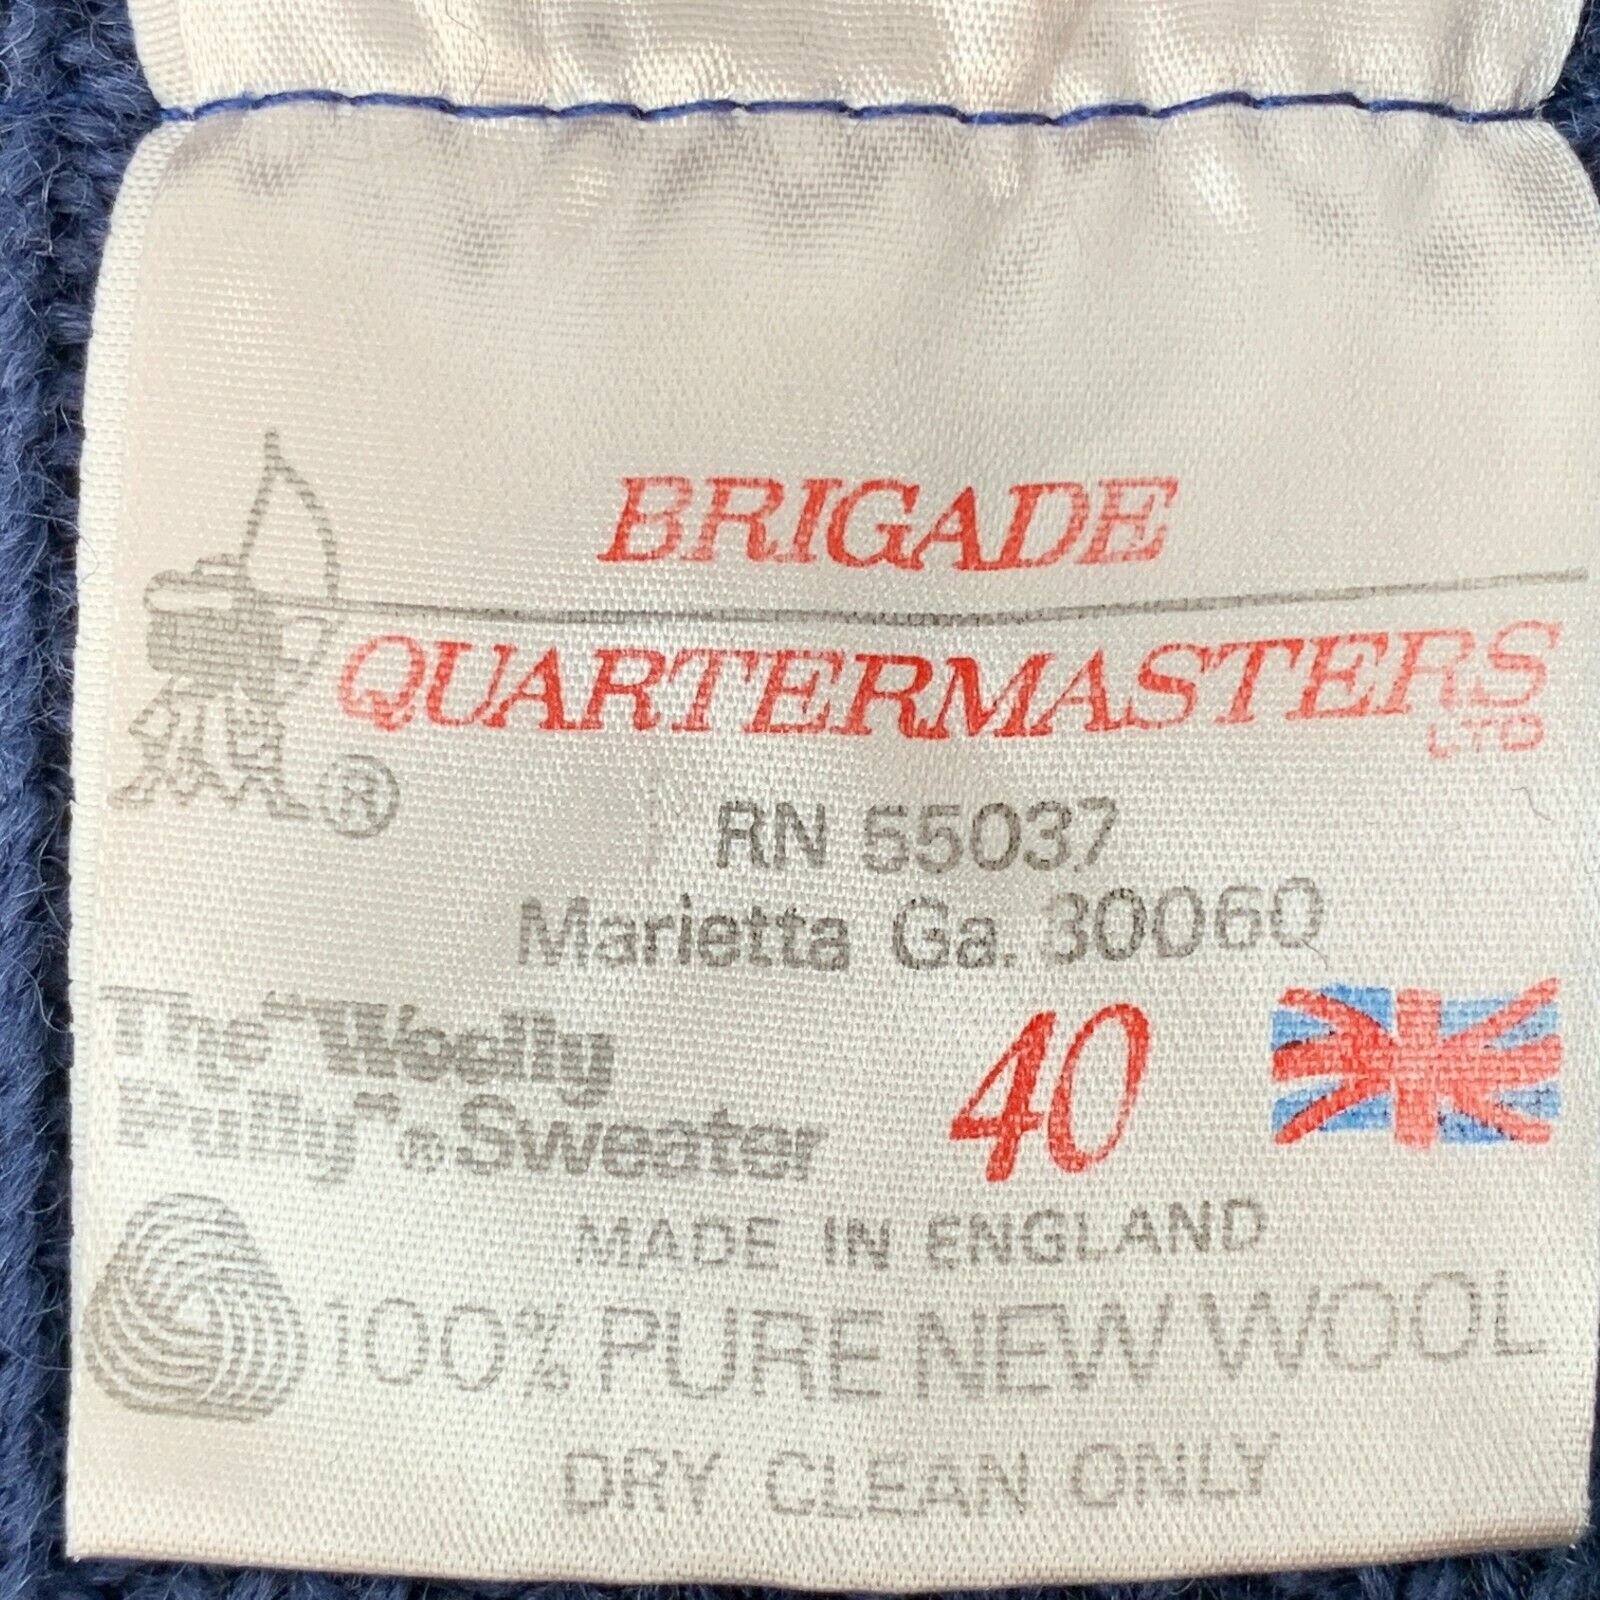 BRIGADE
QUARTERMASTERS
LTD
®
RN 55037
Marietta Ga. 30060
The "Woolly
Pully"® Sweater
40
MADE IN ENGLAND
100% PURE NEW WOOL
DRY CLEAN ONLY